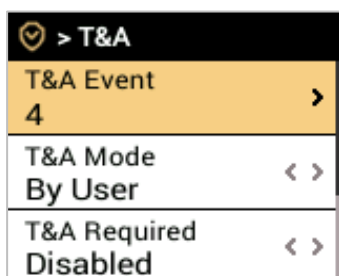 > T&A
T&A Event
4
T&A Mode
By User
T&A Required
Disabled